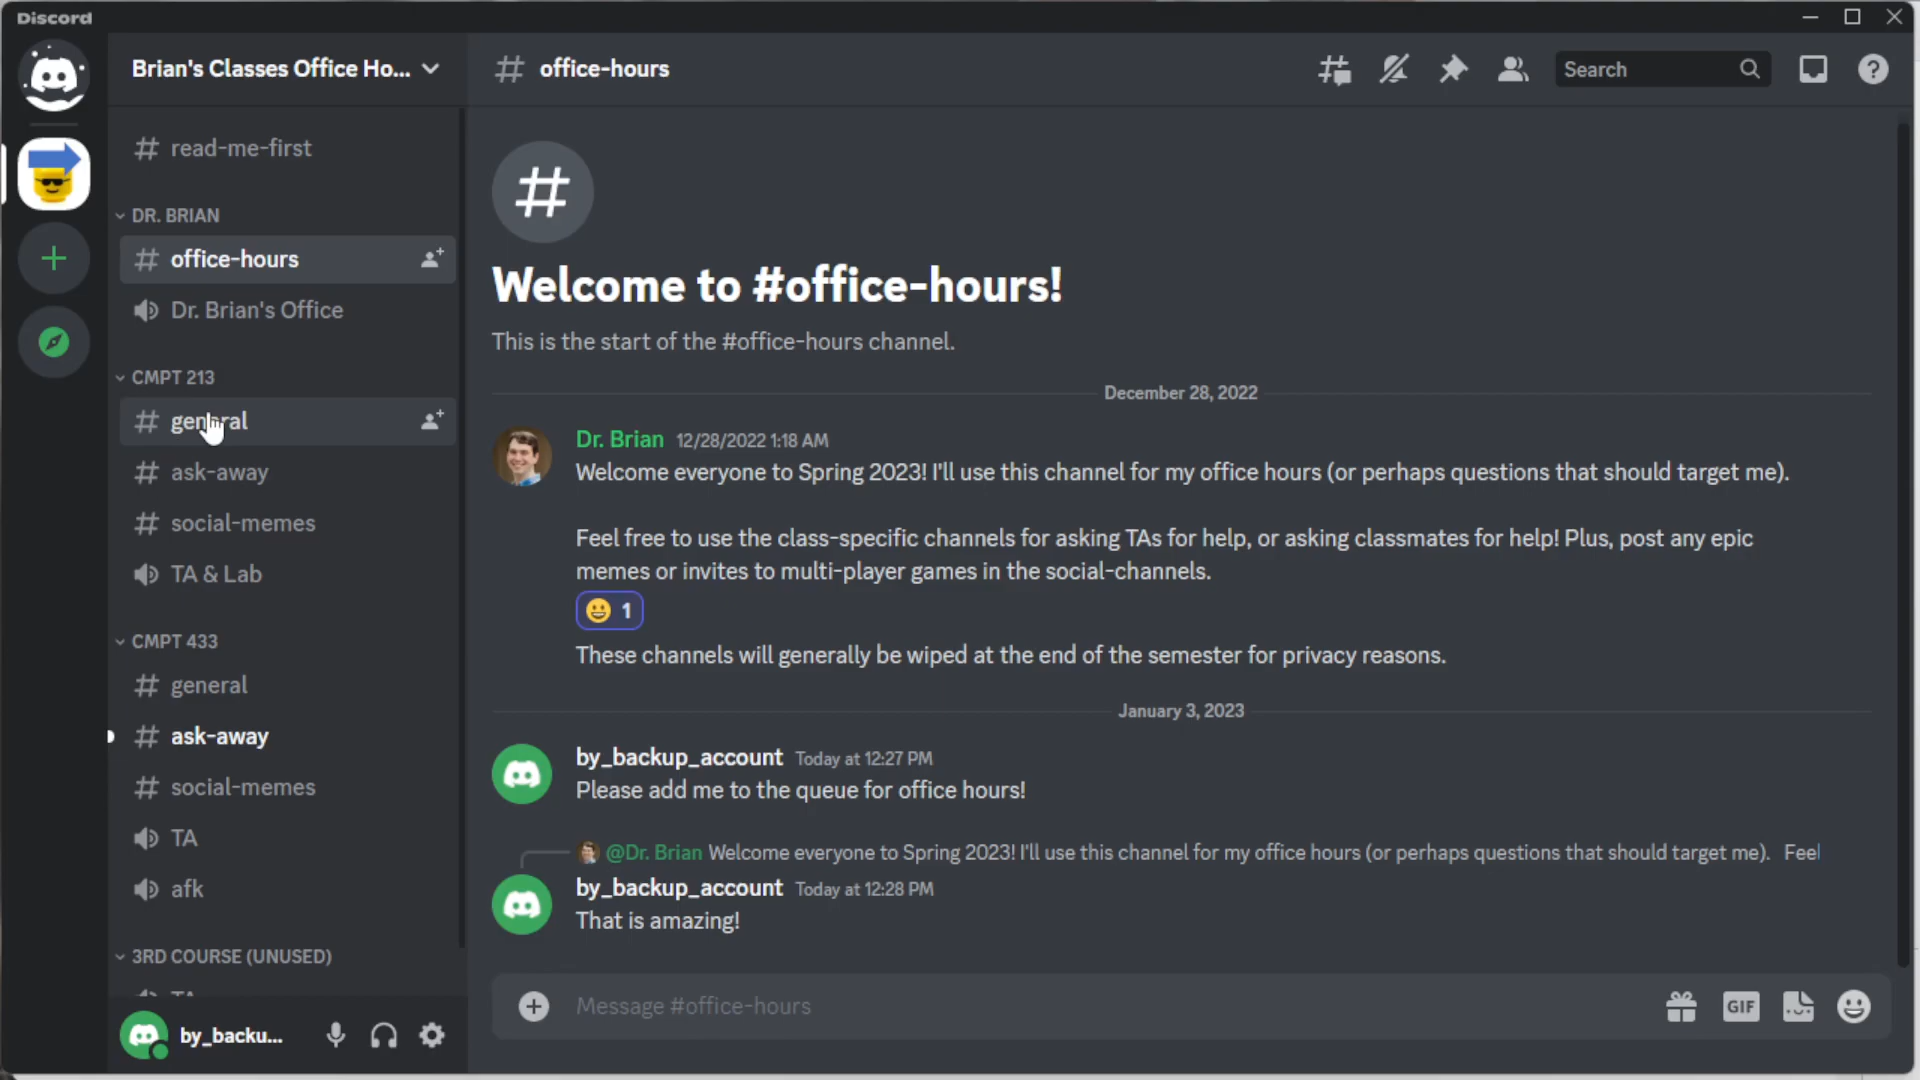 Discord
Brian's Classes Office Ho...
office-hours
Search
read-me-first
DR. BRIAN
office-hours
Dr. Brian's Office
CMPT 213
general
ask-away
social-memes
TA & Lab
CMPT 433
general
ask-away
social-memes
TA
afk
3RD COURSE (UNUSED)
TA
by_backu...
Welcome to #office-hours!
This is the start of the #office-hours channel.
December 28, 2022
Dr. Brian 12/28/2022 1:18 AM
Welcome everyone to Spring 2023! I'll use this channel for my office hours (or perhaps questions that should target me).
Feel free to use the class-specific channels for asking TAs for help, or asking classmates for help! Plus, post any epic
memes or invites to multi-player games in the social-channels.
1
These channels will generally be wiped at the end of the semester for privacy reasons.
January 3, 2023
by_backup_account Today at 12:27 PM
Please add me to the queue for office hours!
@Dr. Brian Welcome everyone to Spring 2023! I'll use this channel for my office hours (or perhaps questions that should target me). Feel
by_backup_account Today at 12:28 PM
That is amazing!
Message #office-hours
GIF